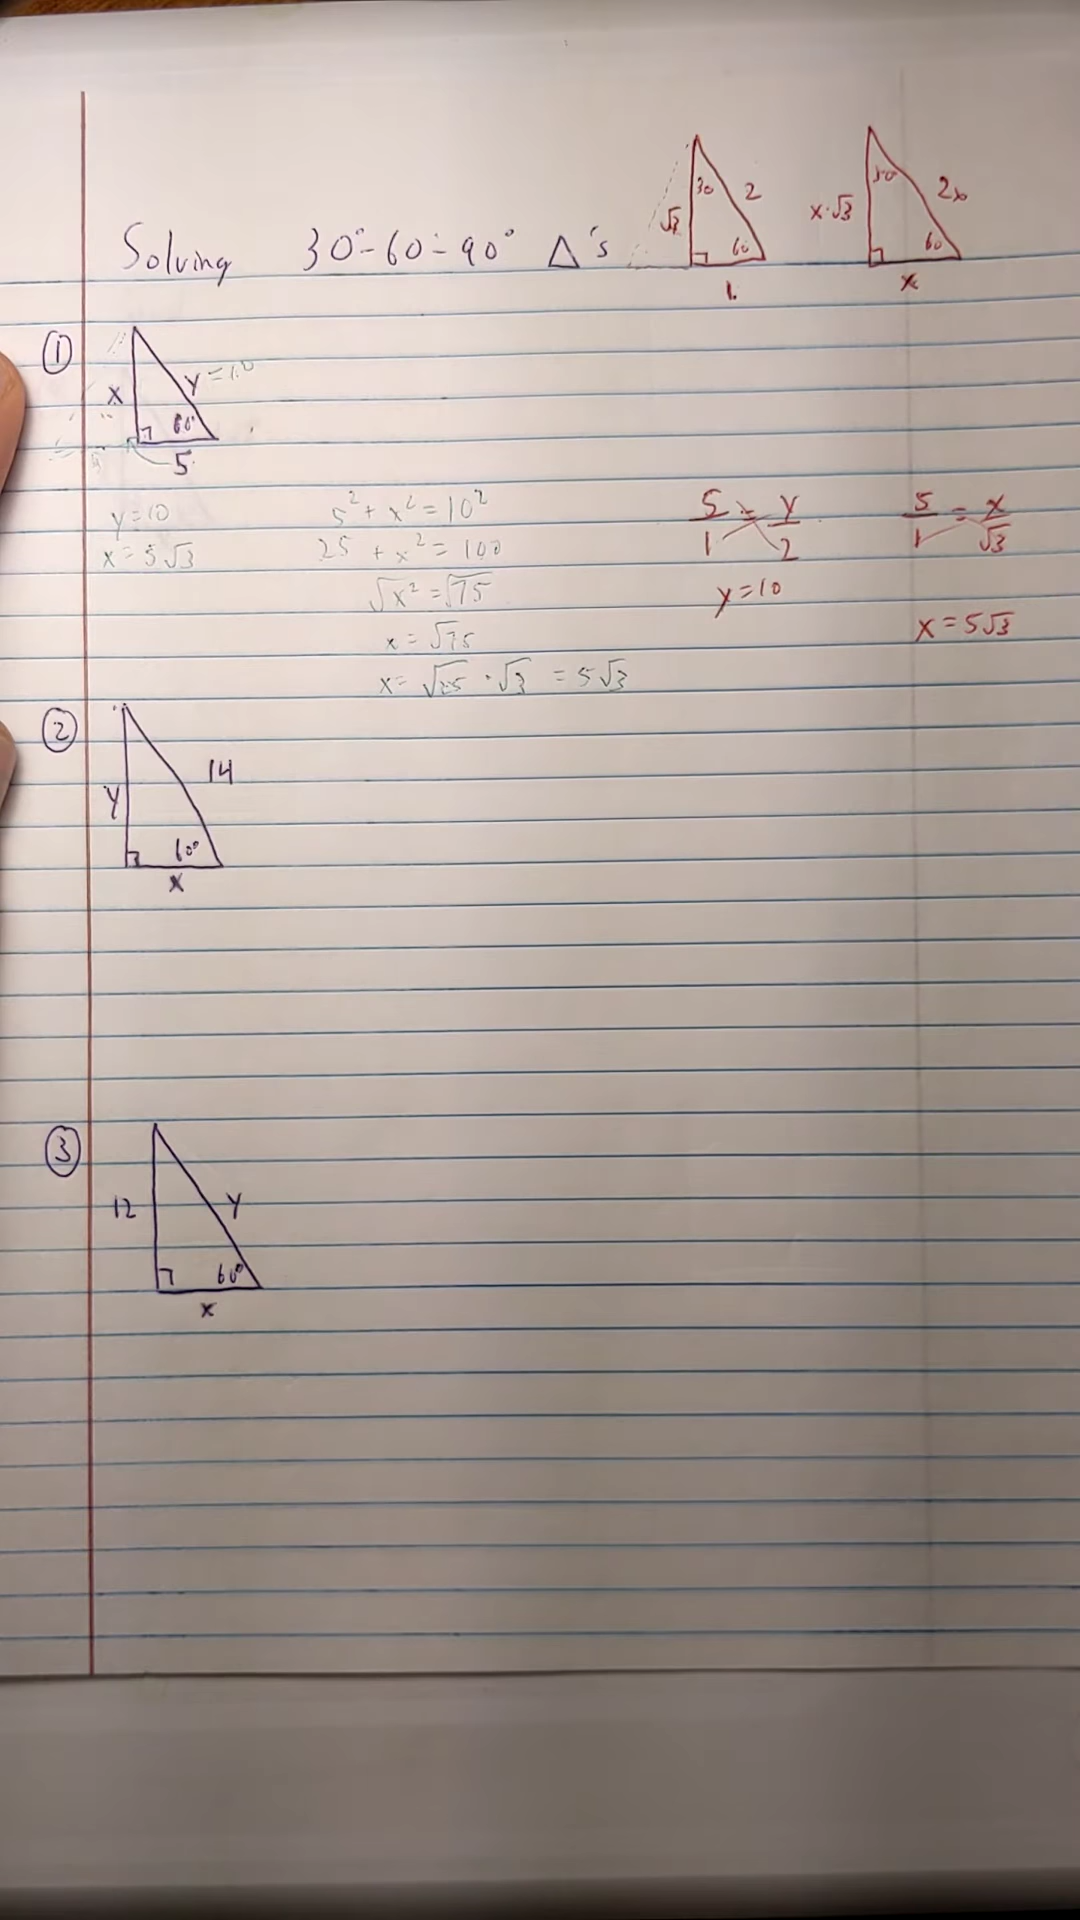 Solving 30°-60°-90° Δ's
30
2
√3
60
1
30
2x
x·√3
60
x
①
x
y = 10
60°
5
y=10
x=5√3
5² + x² = 10²
25 + x² = 100
√x² = √75
x = √75
x = √25 · √3 = 5√3
5/1 = y/2
y=10
5/1 = x/√3
x = 5√3
②
14
y
60°
x
③
12
y
60°
x